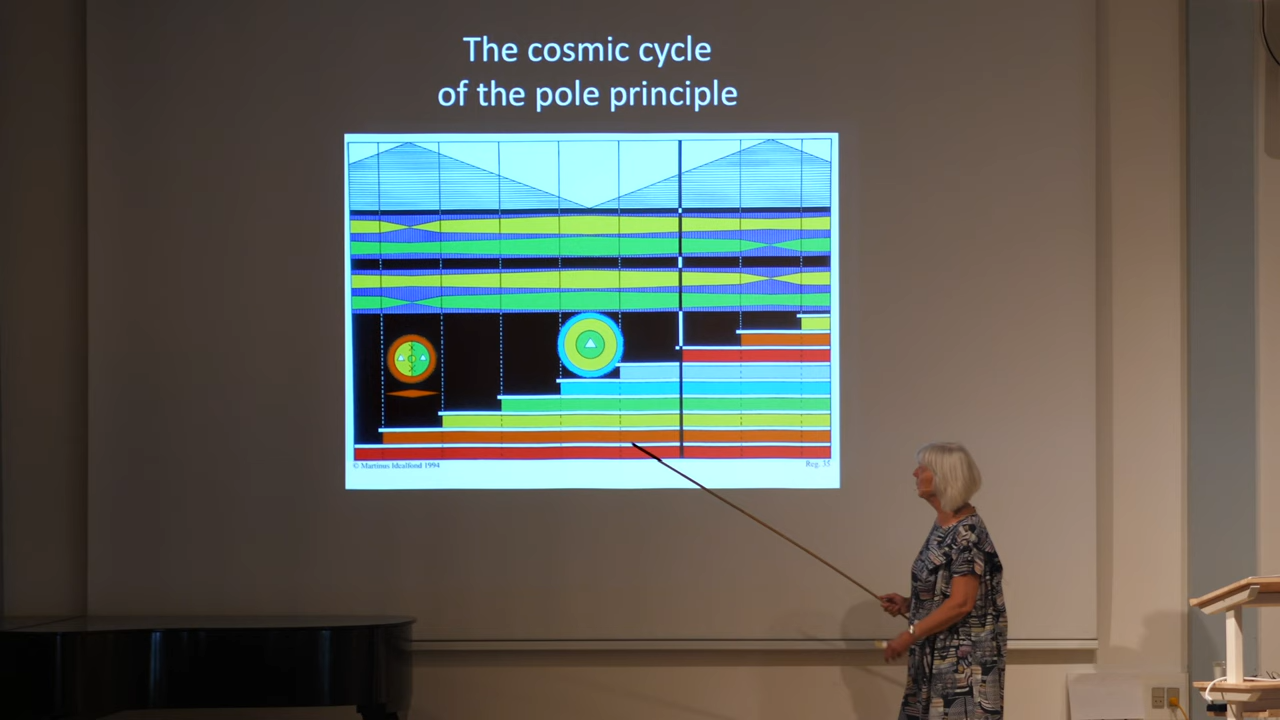 The cosmic cycle
of the pole principle
© Martinus Idealfond 1994
Reg. 35